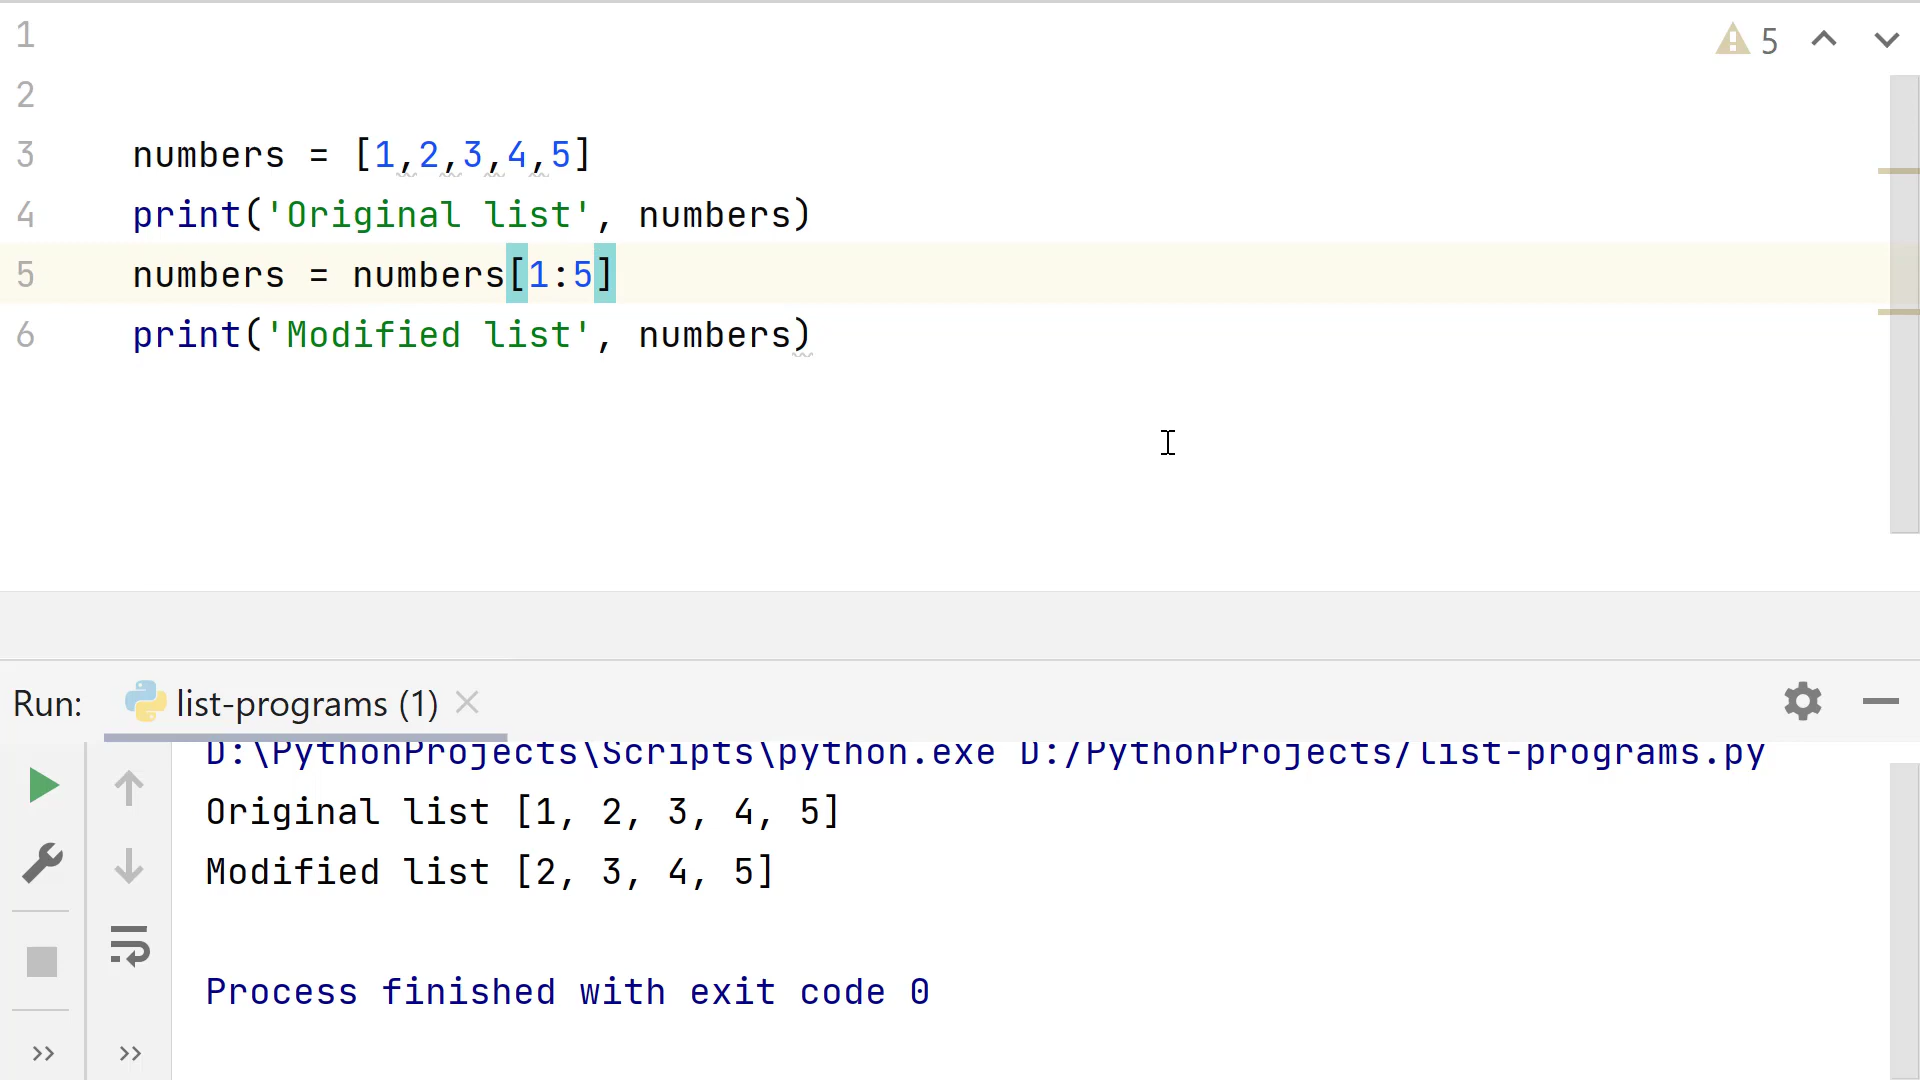 1
5
2
3 numbers = [1,2,3,4,5]
4 print('Original list', numbers)
5 numbers = numbers[1:5]
6 print('Modified list', numbers)
Run: list-programs (1)
D:\PythonProjects\Scripts\python.exe D:/PythonProjects/list-programs.py
Original list [1, 2, 3, 4, 5]
Modified list [2, 3, 4, 5]
Process finished with exit code 0